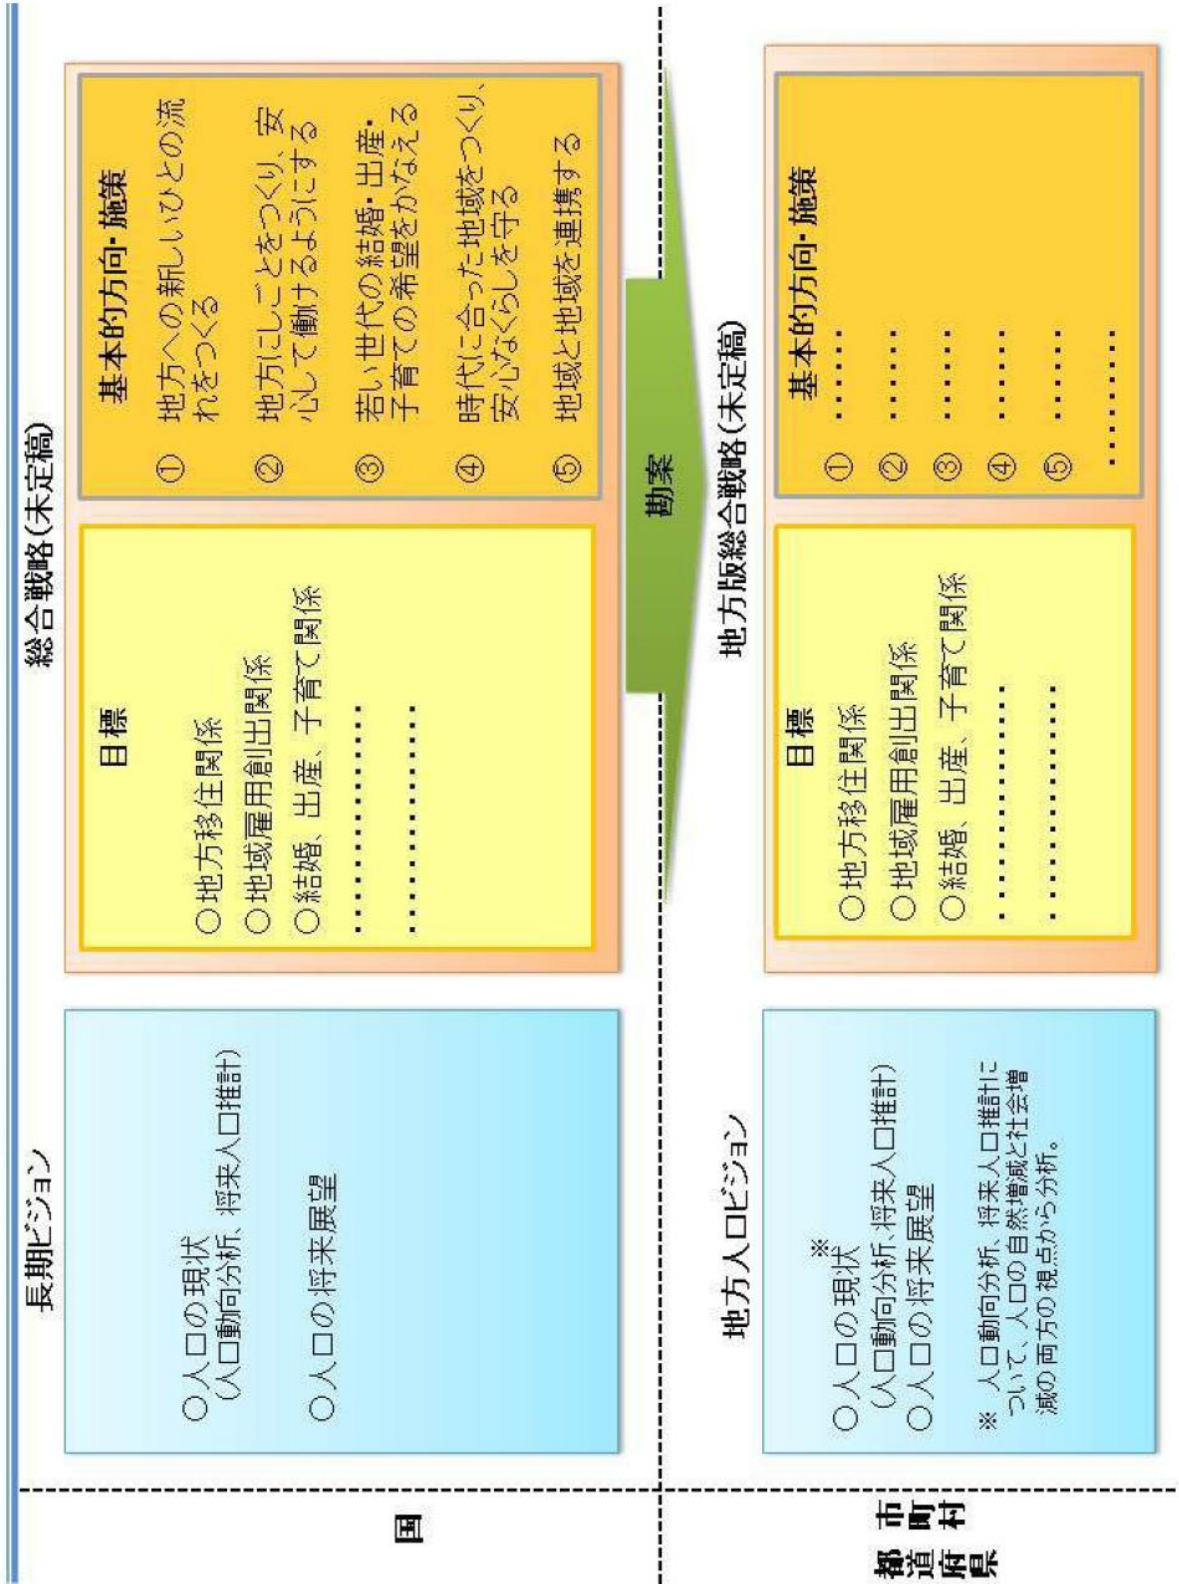 長期ビジョン
総合戦略(未定稿)
国
○人口の現状
(人口動向分析、将来人口推計)
○人口の将来展望
目標
○地方移住関係
○地域雇用創出関係
○結婚、出産、子育て関係
・・・・・・・・・・・・・・・
・・・・・・・・・・・・・・・
基本的方向・施策
① 地方への新しいひとの流
れをつくる
② 地方にしごとをつくり、安
心して働けるようにする
③ 若い世代の結婚・出産・
子育ての希望をかなえる
④ 時代に合った地域をつくり、
安心なくらしを守る
⑤ 地域と地域を連携する
勘案
都道府県
市町村
地方人口ビジョン
地方版総合戦略(未定稿)
○人口の現状※
(人口動向分析、将来人口推計)
○人口の将来展望
※ 人口動向分析、将来人口推計に
ついて、人口の自然増減と社会増
減の両方の視点から分析。
目標
○地方移住関係
○地域雇用創出関係
○結婚、出産、子育て関係
・・・・・・・・・・・・・・・
・・・・・・・・・・・・・・・
基本的方向・施策
① ・・・・・・
② ・・・・・・
③ ・・・・・・
④ ・・・・・・
⑤ ・・・・・・
・・・・・・・・・